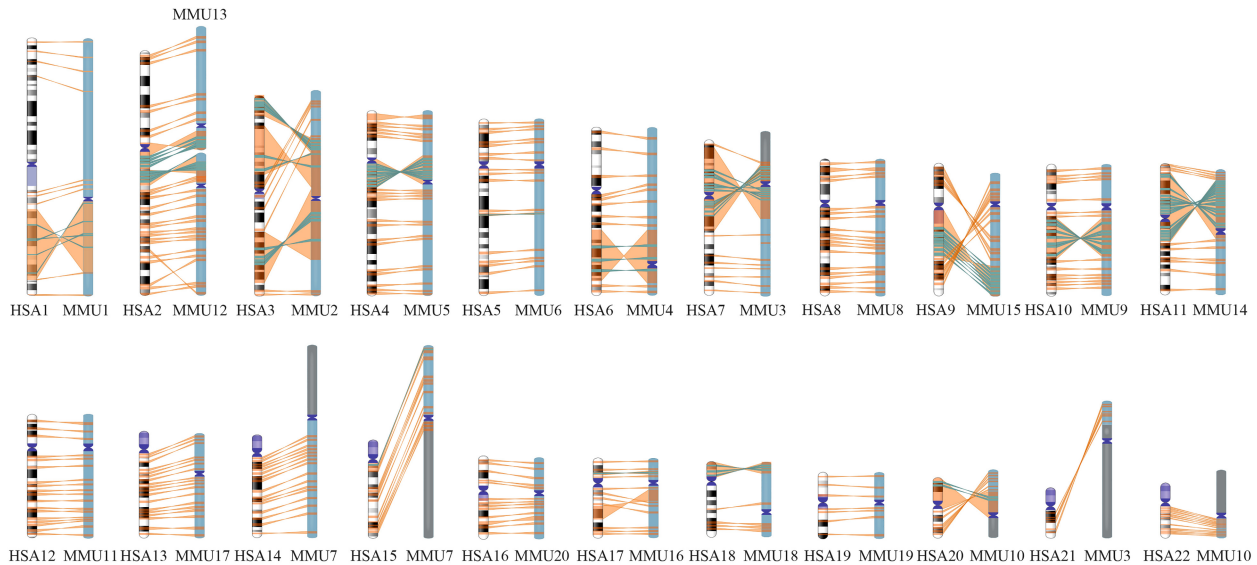 MMU13
HSA1 MMU1 HSA2 MMU12 HSA3 MMU2 HSA4 MMU5 HSA5 MMU6 HSA6 MMU4 HSA7 MMU3 HSA8 MMU8 HSA9 MMU15 HSA10 MMU9 HSA11 MMU14
HSA12 MMU11 HSA13 MMU17 HSA14 MMU7 HSA15 MMU7 HSA16 MMU20 HSA17 MMU16 HSA18 MMU18 HSA19 MMU19 HSA20 MMU10 HSA21 MMU3 HSA22 MMU10